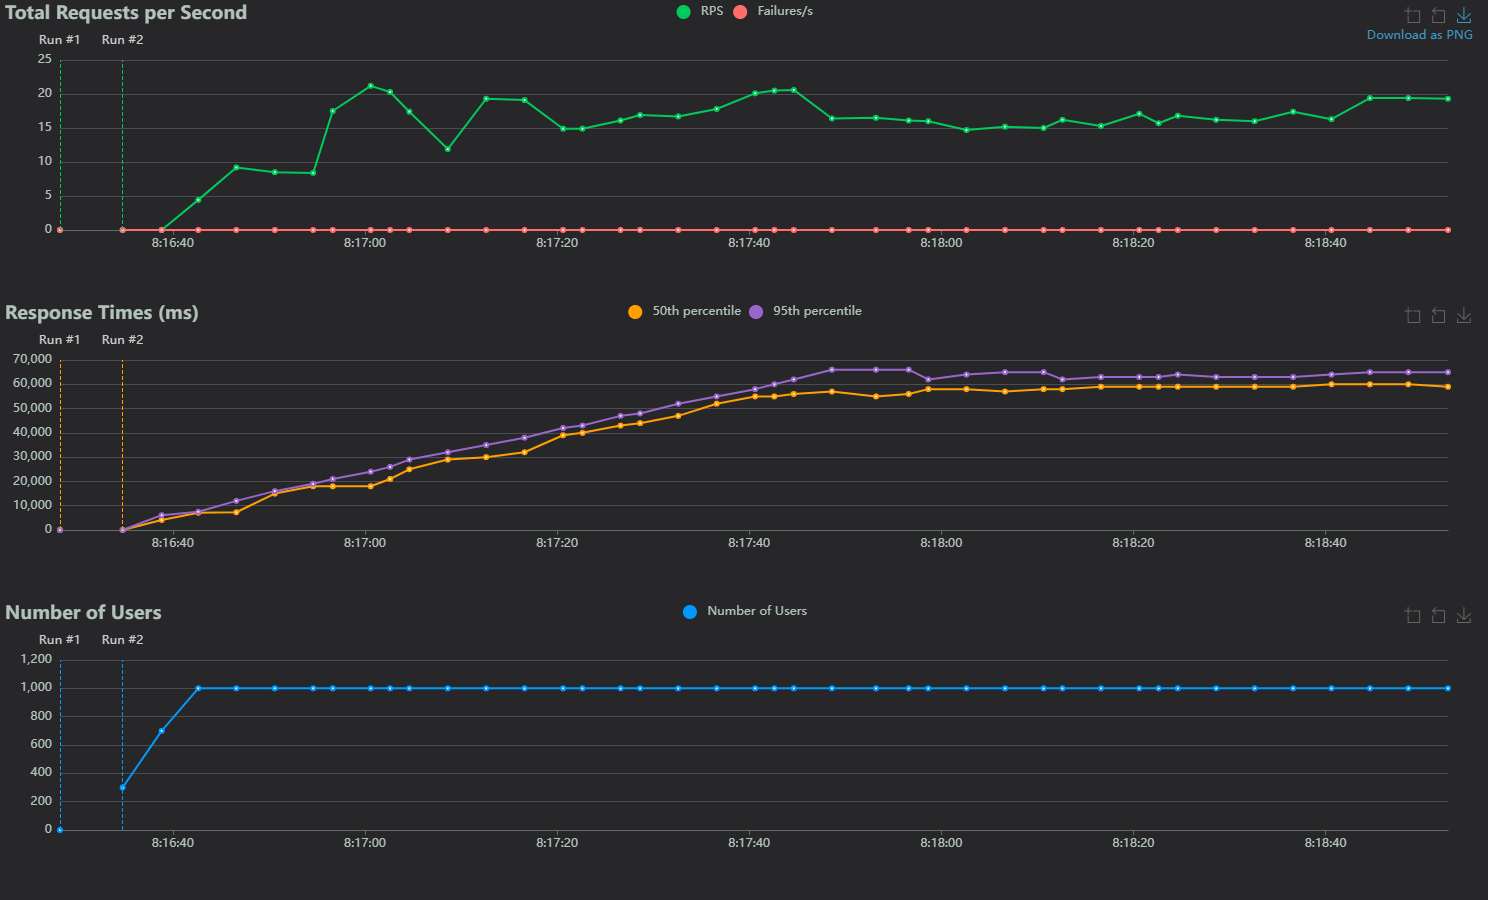 Total Requests per Second
RPS Failures/s
Download as PNG
Run #1 Run #2
25
20
15
10
5
0
8:16:40 8:17:00 8:17:20 8:17:40 8:18:00 8:18:20 8:18:40
Response Times (ms)
50th percentile 95th percentile
Run #1 Run #2
70,000
60,000
50,000
40,000
30,000
20,000
10,000
0
8:16:40 8:17:00 8:17:20 8:17:40 8:18:00 8:18:20 8:18:40
Number of Users
Number of Users
Run #1 Run #2
1,200
1,000
800
600
400
200
0
8:16:40 8:17:00 8:17:20 8:17:40 8:18:00 8:18:20 8:18:40